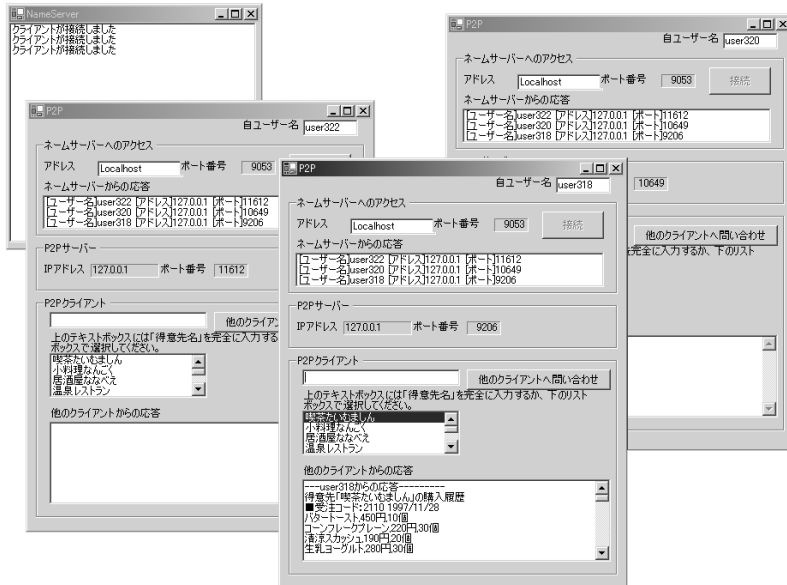 NameServer
クライアントが接続しました
クライアントが接続しました
クライアントが接続しました
P2P
自ユーザー名 user320
ネームサーバーへのアクセス
アドレス Localhost ポート番号 9053 接続
ネームサーバーからの応答
[ユーザー名]user322 [アドレス]127.0.0.1 [ポート]11612
[ユーザー名]user320 [アドレス]127.0.0.1 [ポート]10649
[ユーザー名]user318 [アドレス]127.0.0.1 [ポート]9206
10649
他のクライアントへ問い合わせ
完全に入力するか、下のリスト
P2P
自ユーザー名 user322
ネームサーバーへのアクセス
アドレス Localhost ポート番号 9053
ネームサーバーからの応答
[ユーザー名]user322 [アドレス]127.0.0.1 [ポート]11612
[ユーザー名]user320 [アドレス]127.0.0.1 [ポート]10649
[ユーザー名]user318 [アドレス]127.0.0.1 [ポート]9206
P2Pサーバー
IPアドレス 127.0.0.1 ポート番号 11612
P2Pクライアント
他のクライア
上のテキストボックスには「得意先名」を完全に入力する
ボックスで選択してください。
喫茶たいむましん
小料理なんごく
居酒屋ななべえ
温泉レストラン
他のクライアントからの応答
P2P
自ユーザー名 user318
ネームサーバーへのアクセス
アドレス Localhost ポート番号 9053 接続
ネームサーバーからの応答
[ユーザー名]user322 [アドレス]127.0.0.1 [ポート]11612
[ユーザー名]user320 [アドレス]127.0.0.1 [ポート]10649
[ユーザー名]user318 [アドレス]127.0.0.1 [ポート]9206
P2Pサーバー
IPアドレス 127.0.0.1 ポート番号 9206
P2Pクライアント
他のクライアントへ問い合わせ
上のテキストボックスには「得意先名」を完全に入力するか、下のリスト
ボックスで選択してください。
喫茶たいむましん
小料理なんごく
居酒屋ななべえ
温泉レストラン
他のクライアントからの応答
---user318からの応答---------
得意先「喫茶たいむましん」の購入履歴
■受注コード:2110 1997/11/28
バタートースト,450円,10個
コーンフレークプレーン,220円,30個
清涼スカッシュ,190円,20個
生乳ヨーグルト,280円,30個